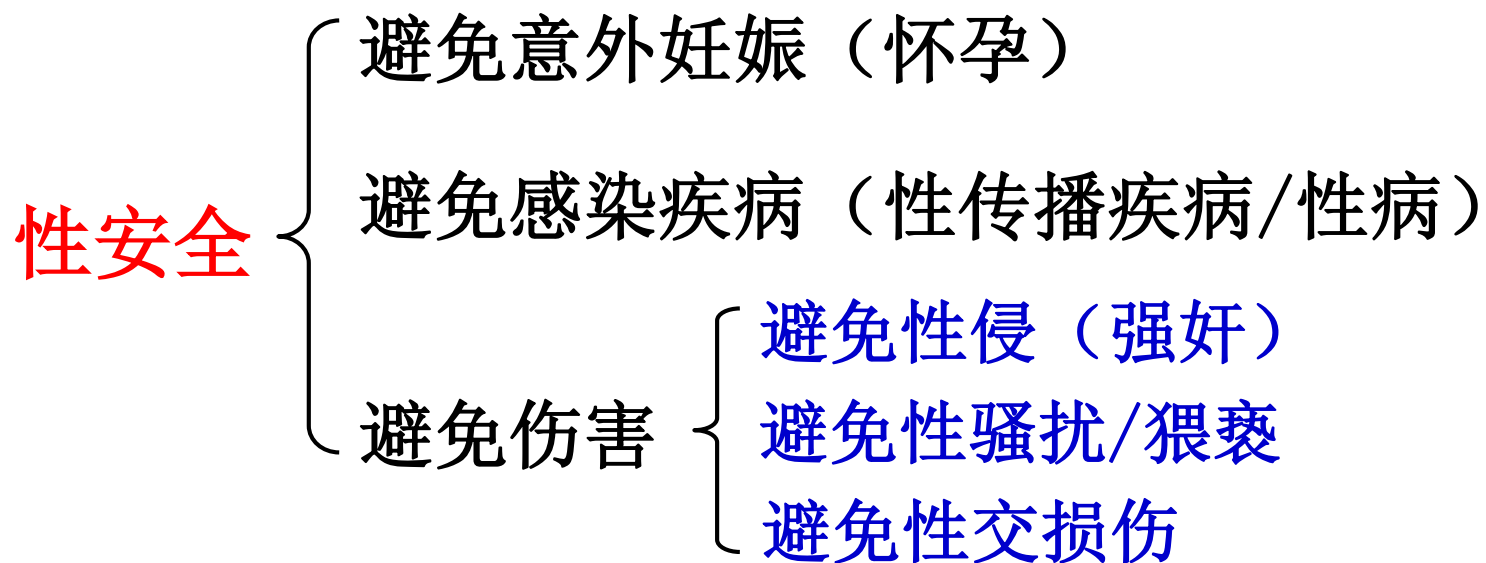 避免意外妊娠（怀孕）
避免感染疾病（性传播疾病/性病）
性安全
避免性侵（强奸）
避免伤害
避免性骚扰/猥亵
避免性交损伤